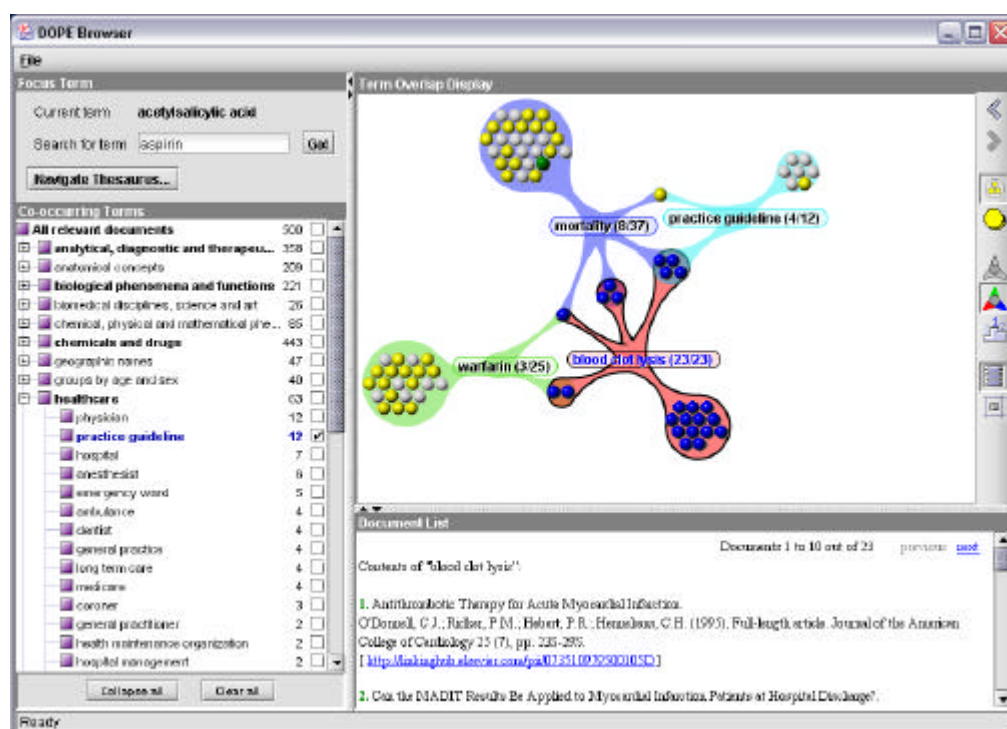 DOPE Browser
File
Focus Term
Current term acetylsalicylic acid
Search for term aspirin Go!
Navigate Thesaurus...
Co-occurring Terms
All relevant documents 500
analytical, diagnostic and therapeu... 358
anatomical concepts 209
biological phenomena and functions 221
biomedical disciplines, science and art 26
chemical, physical and mathematical phe... 85
chemicals and drugs 443
geographic names 47
groups by age and sex 40
healthcare 63
physician 12
practice guideline 12
hospital 7
anesthesist 6
emergency ward 5
ambulance 4
dentist 4
general practice 4
long term care 4
medicare 4
coroner 3
general practitioner 2
health maintenance organization 2
hospital management 2
Collapse all Clear all
Ready
Term Overlap Display
mortality (8/37)
practice guideline (4/12)
warfarin (3/25)
blood clot lysis (23/23)
Document List
Documents 1 to 10 out of 23 previous next
Contents of "blood clot lysis":
1. Antithrombotic Therapy for Acute Myocardial Infarction.
O'Donnell, C.J.; Ridker, P.M.; Hebert, P.R.; Hennekens, C.H. (1995). Full-length article. Journal of the American
College of Cardiology 25 (7), pp.
2. Can the MADIT Results Be Applied to Myocardial Infarction Patients at Hospital Discharge?.